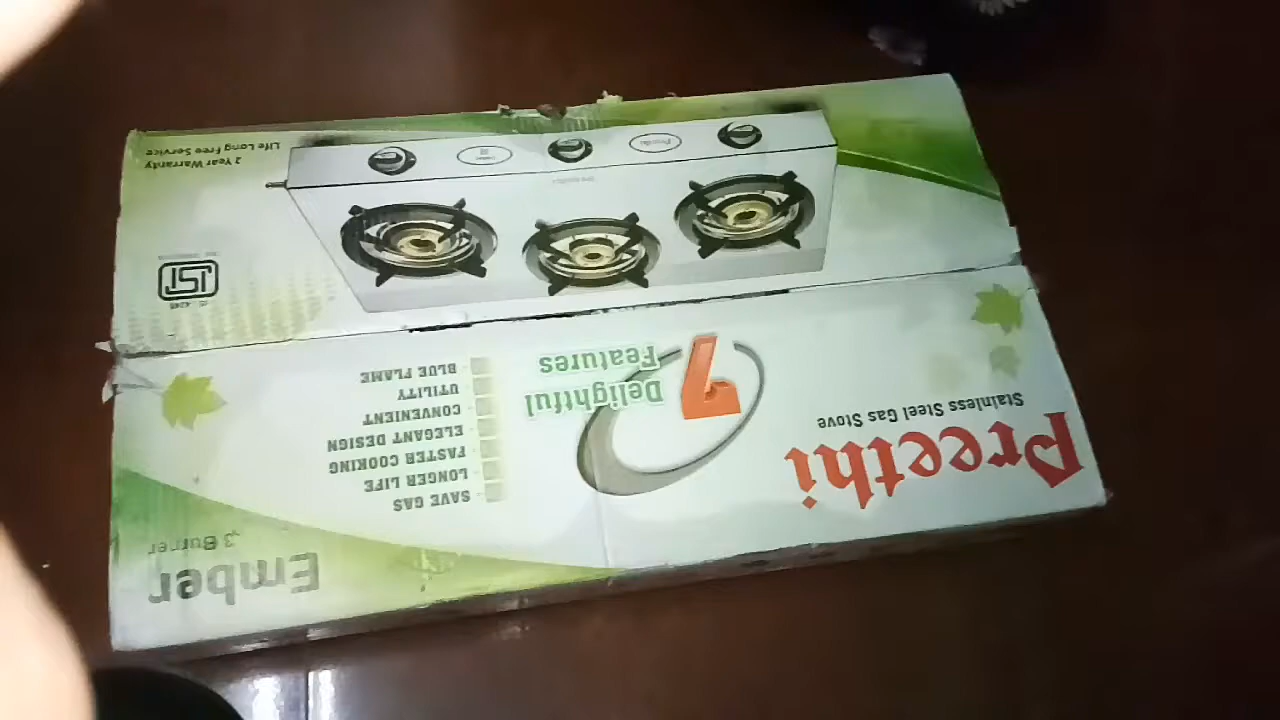 Preethi
Stainless Steel Gas Stove
Ember
3 Burner
7
Delightful
Features
SAVE GAS
LONGER LIFE
FASTER COOKING
ELEGANT DESIGN
CONVENIENT
UTILITY
BLUE FLAME
ISI
2 Year Warranty
Life Long Free Service